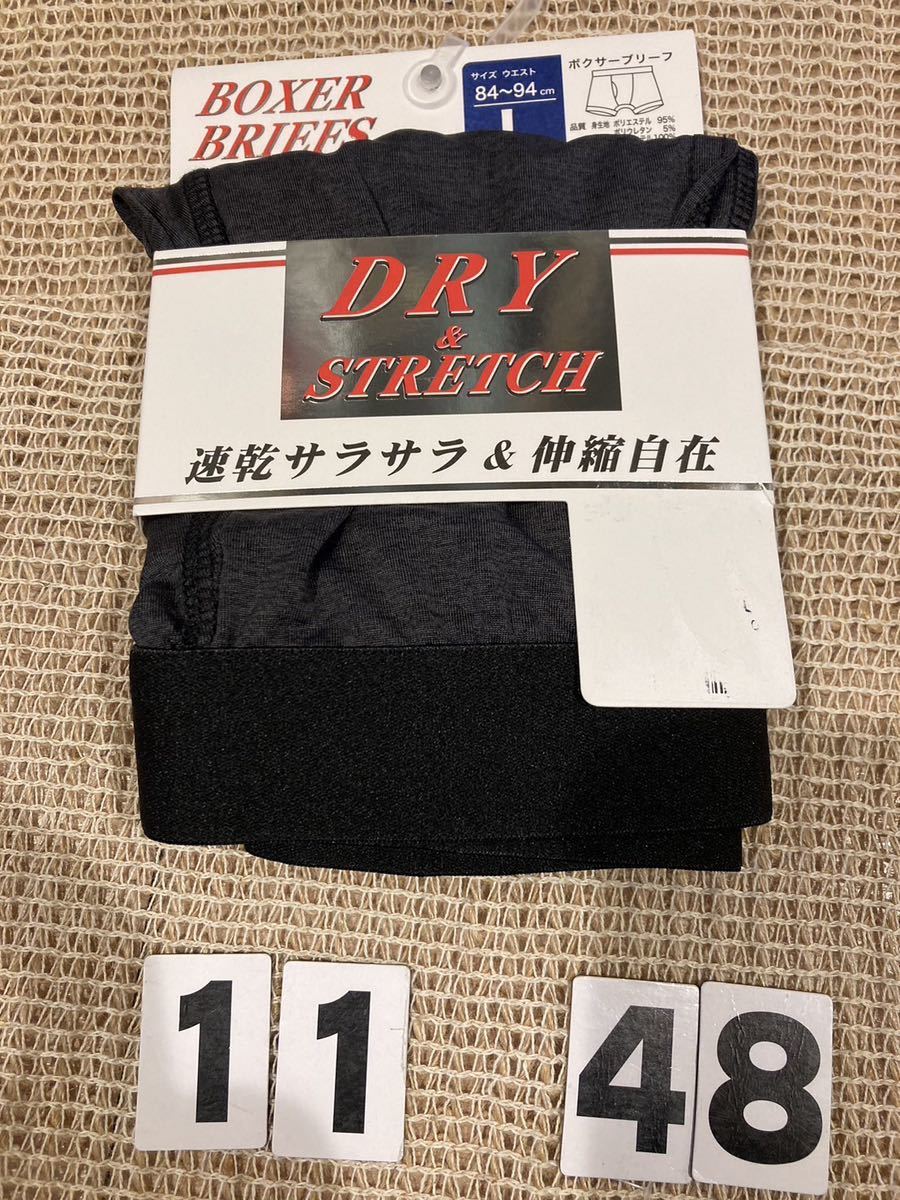 BOXER
BRIEFS
サイズ ウエスト
84~94cm
L
ボクサーブリーフ
品質 身生地 ポリエステル 95%
ポリウレタン 5%
100%
DRY
&
STRETCH
速乾サラサラ & 伸縮自在
11 48